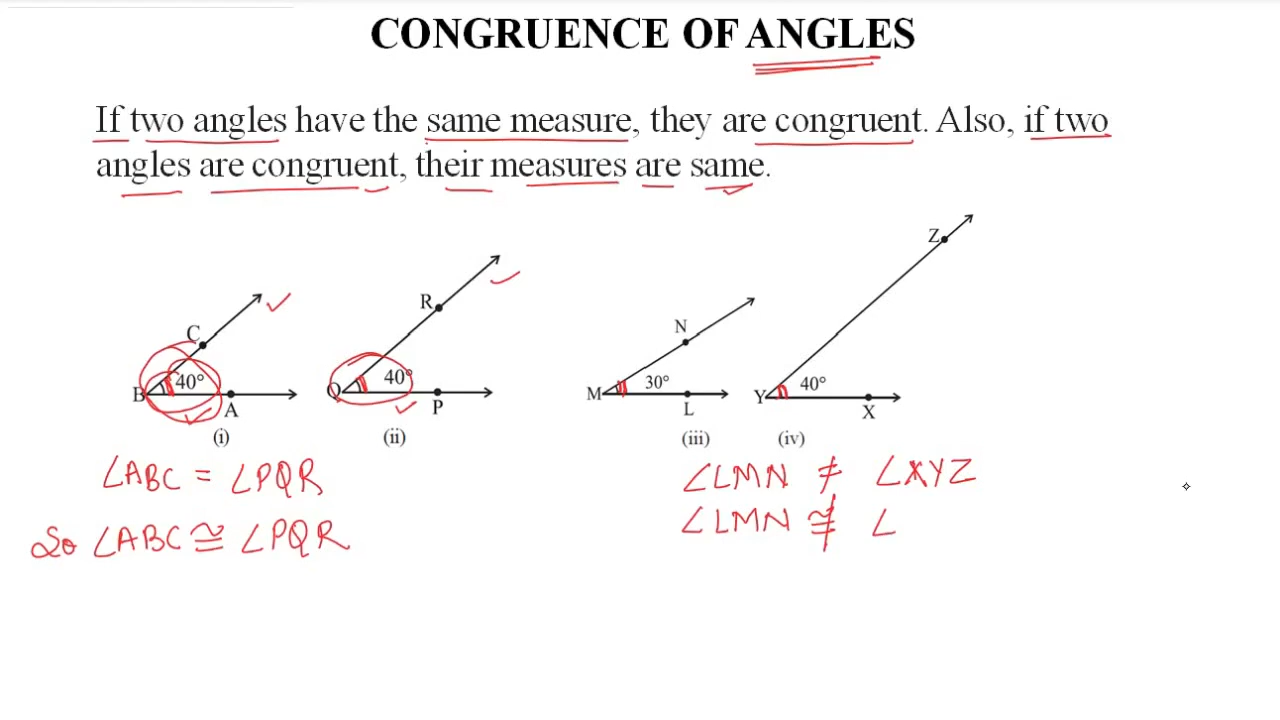 CONGRUENCE OF ANGLES
If two angles have the same measure, they are congruent. Also, if two
angles are congruent, their measures are same.
C
B
40°
A
(i)
R
Q
40°
P
(ii)
N
M
30°
L
(iii)
Z
Y
40°
X
(iv)
∠ABC = ∠PQR
So ∠ABC ≅ ∠PQR
∠LMN ≠ ∠XYZ
∠LMN ≇ ∠